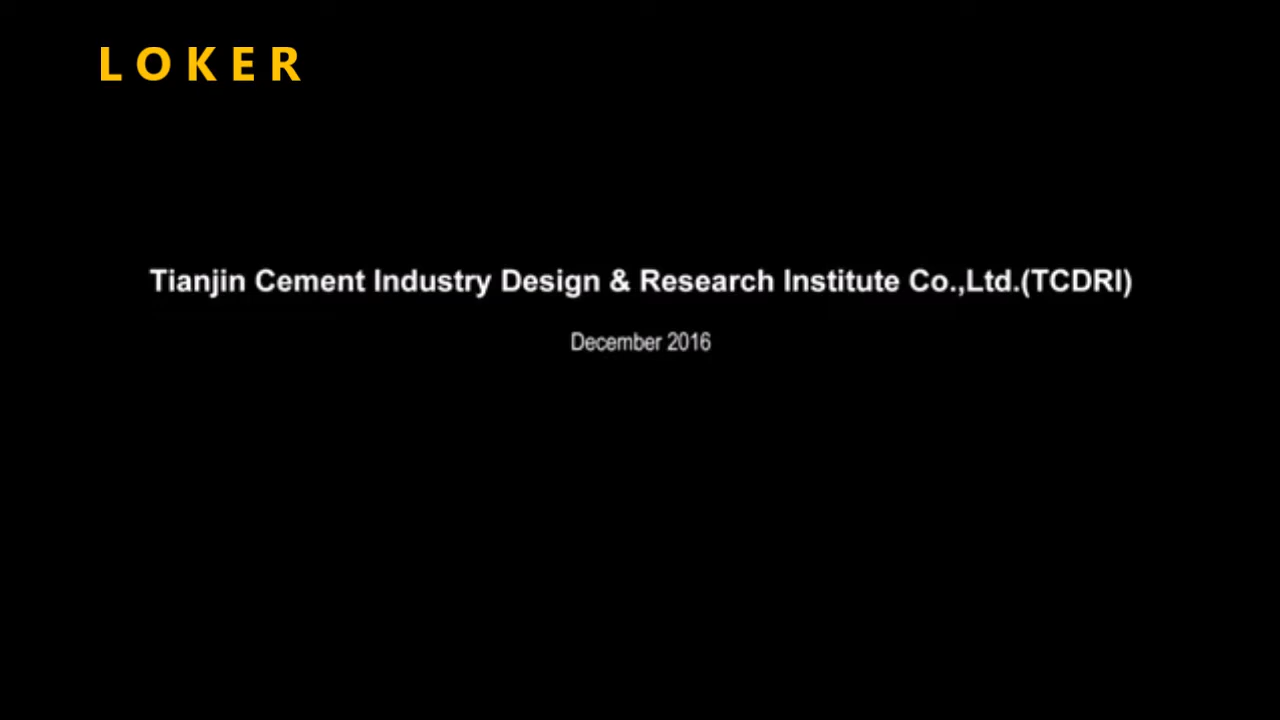 LOKER
Tianjin Cement Industry Design & Research Institute Co.,Ltd.(TCDRI)
December 2016